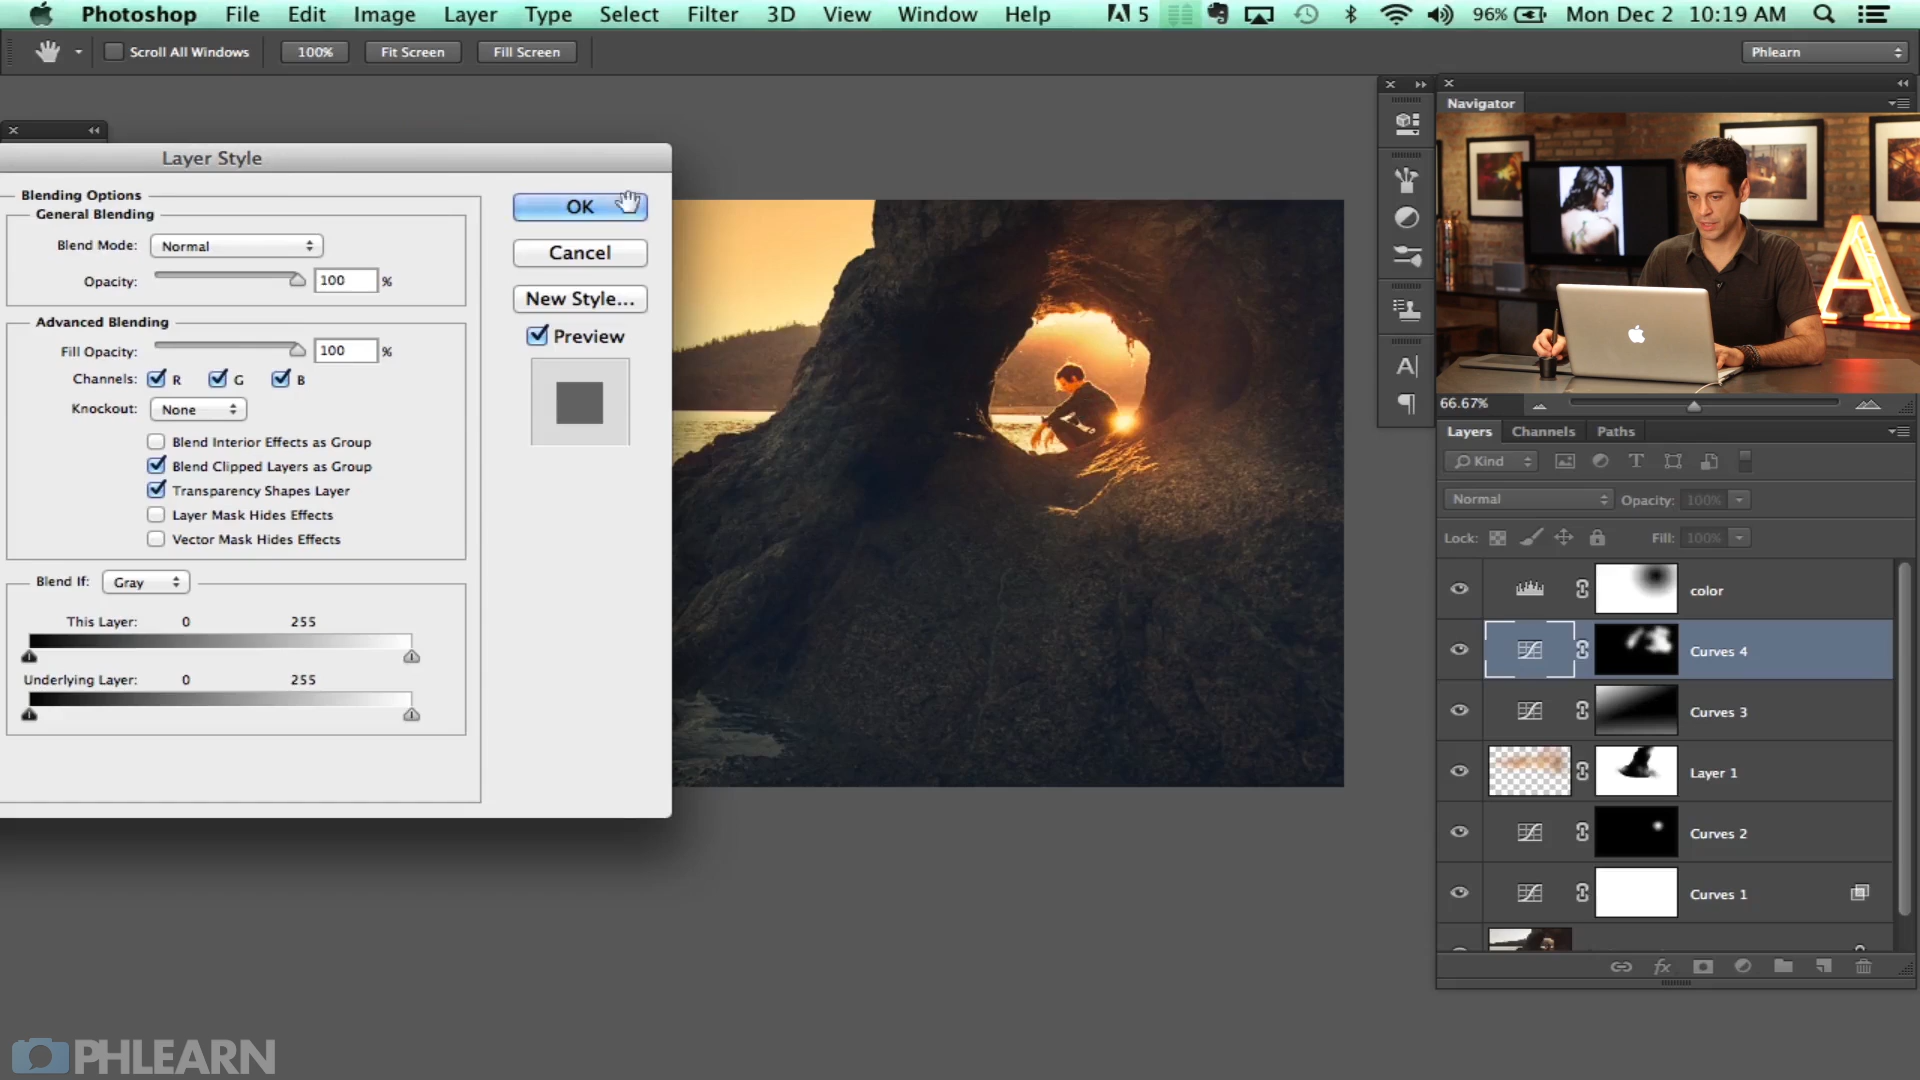 Photoshop File Edit Image Layer Type Select Filter 3D View Window Help 5 96% Mon Dec 2 10:19 AM
Scroll All Windows 100% Fit Screen Fill Screen Phlearn
Navigator
Layer Style
Blending Options
General Blending
Blend Mode: Normal
Opacity: 100 %
Advanced Blending
Fill Opacity: 100 %
Channels: R G B
Knockout: None
Blend Interior Effects as Group
Blend Clipped Layers as Group
Transparency Shapes Layer
Layer Mask Hides Effects
Vector Mask Hides Effects
Blend If: Gray
This Layer: 0 255
Underlying Layer: 0 255
OK
Cancel
New Style...
Preview
A
66.67%
Layers Channels Paths
Kind
Normal Opacity: 100%
Lock: Fill: 100%
color
Curves 4
Curves 3
Layer 1
Curves 2
Curves 1
PHLEARN